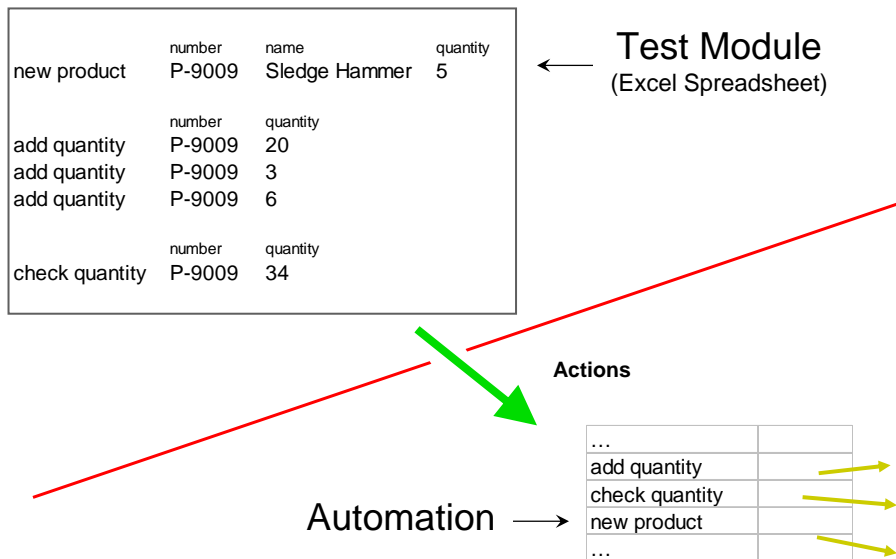 number name quantity
new product P-9009 Sledge Hammer 5
number quantity
add quantity P-9009 20
add quantity P-9009 3
add quantity P-9009 6
number quantity
check quantity P-9009 34
Test Module
(Excel Spreadsheet)
Actions
Automation
…
add quantity
check quantity
new product
…